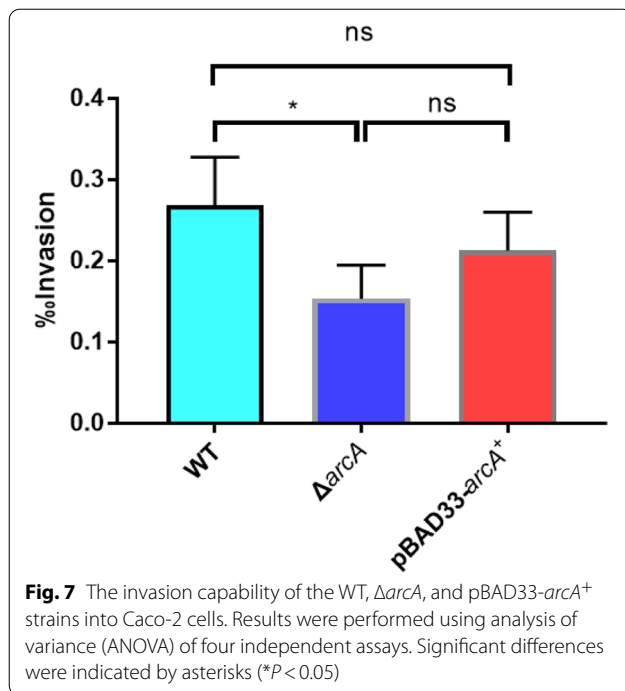 ns
*
ns
0.4
0.3
0.2
0.1
0.0
‰Invasion
WT
ΔarcA
pBAD33-arcA⁺
Fig. 7 The invasion capability of the WT, ΔarcA, and pBAD33-arcA⁺
strains into Caco-2 cells. Results were performed using analysis of
variance (ANOVA) of four independent assays. Significant differences
were indicated by asterisks (*P < 0.05)